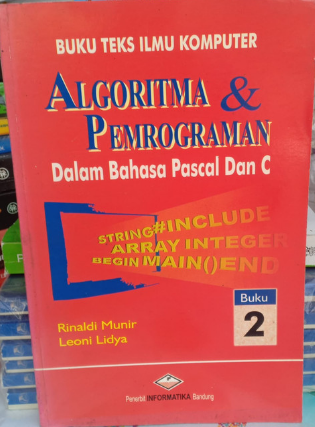 BUKU TEKS ILMU KOMPUTER
ALGORITMA &
PEMROGRAMAN
Dalam Bahasa Pascal Dan C
STRING#INCLUDE
ARRAY INTEGER
BEGIN MAIN()END
Buku
2
Rinaldi Munir
Leoni Lidya
Penerbit INFORMATIKA Bandung